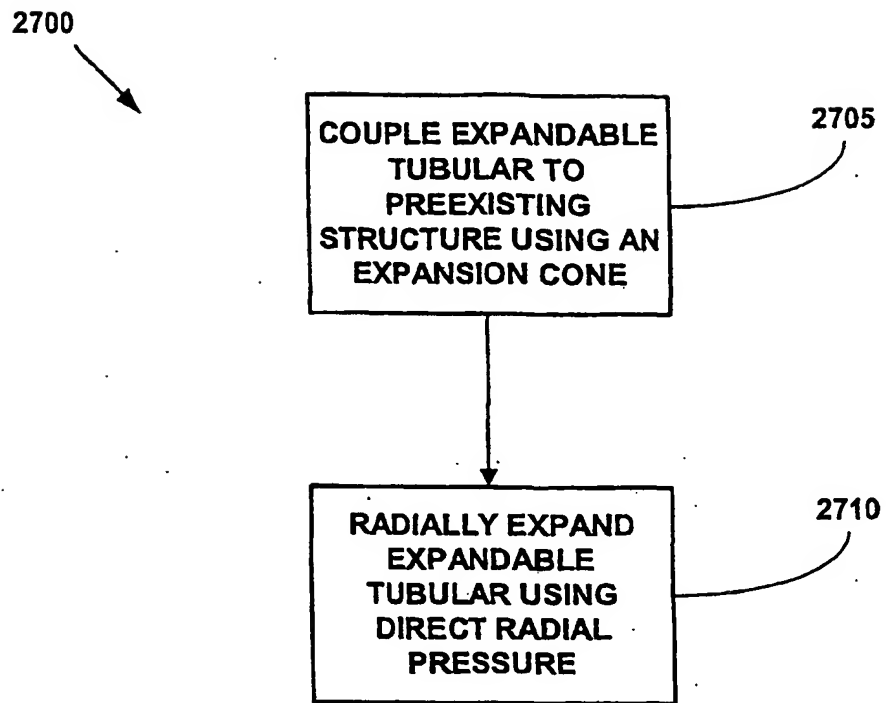 2700
COUPLE EXPANDABLE
TUBULAR TO
PREEXISTING
STRUCTURE USING AN
EXPANSION CONE
2705
RADIALLY EXPAND
EXPANDABLE
TUBULAR USING
DIRECT RADIAL
PRESSURE
2710